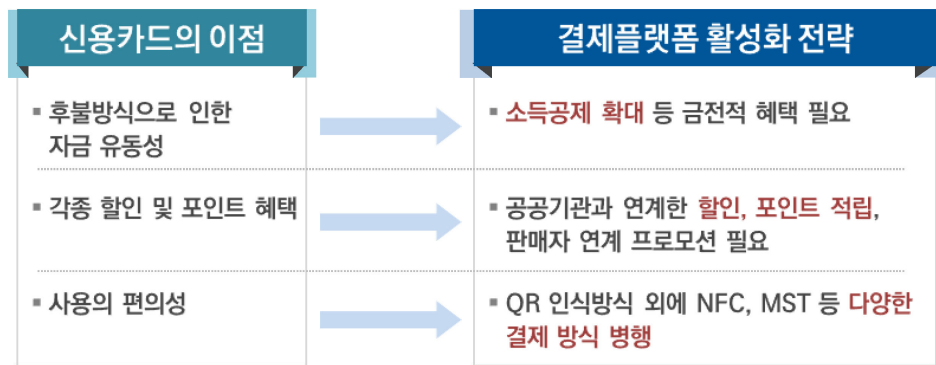 신용카드의 이점
결제플랫폼 활성화 전략
▪ 후불방식으로 인한
자금 유동성
▪ 소득공제 확대 등 금전적 혜택 필요
▪ 각종 할인 및 포인트 혜택
▪ 공공기관과 연계한 할인, 포인트 적립,
판매자 연계 프로모션 필요
▪ 사용의 편의성
▪ QR 인식방식 외에 NFC, MST 등 다양한
결제 방식 병행